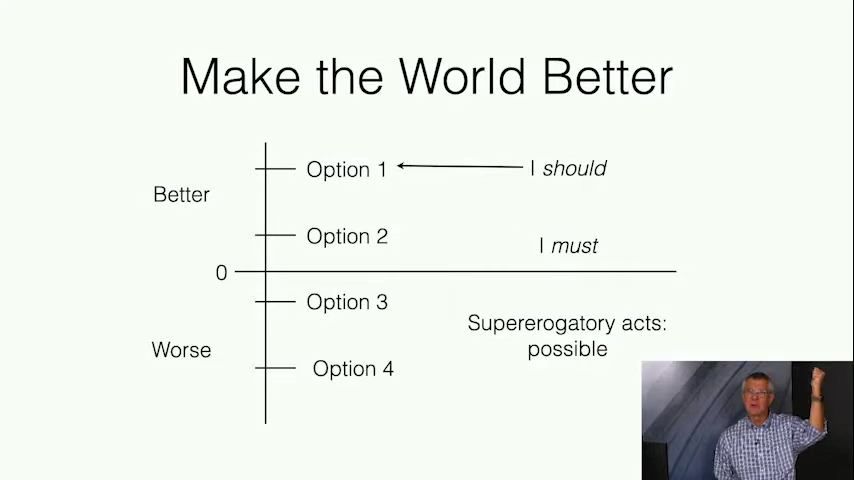 Make the World Better
Option 1
I should
Better
Option 2
I must
0
Option 3
Supererogatory acts:
possible
Worse
Option 4